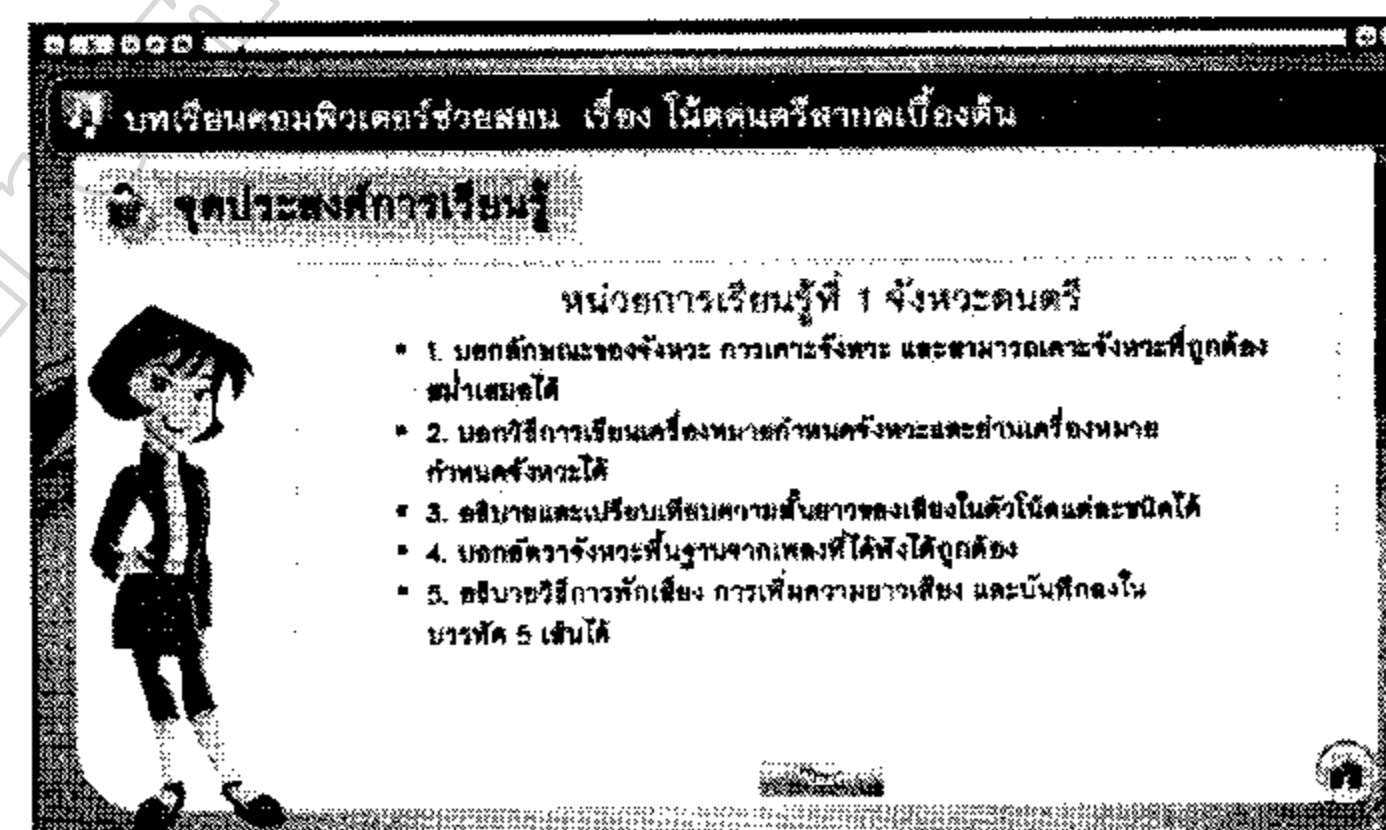 บทเรียนคอมพิวเตอร์ช่วยสอน เรื่อง โน้ตดนตรีสากลเบื้องต้น
จุดประสงค์การเรียนรู้
หน่วยการเรียนรู้ที่ 1 จังหวะดนตรี
1. บอกลักษณะของจังหวะ การเคาะจังหวะ และสามารถเคาะจังหวะที่ถูกต้อง
สม่ำเสมอได้
2. บอกวิธีการเขียนเครื่องหมายกำหนดจังหวะและอ่านเครื่องหมาย
กำหนดจังหวะได้
3. อธิบายและเปรียบเทียบความสั้นยาวของเสียงในตัวโน้ตแต่ละชนิดได้
4. บอกอัตราจังหวะพื้นฐานจากเพลงที่ได้ฟังได้ถูกต้อง
5. อธิบายวิธีการพักเสียง การเพิ่มความยาวเสียง และบันทึกลงใน
บรรทัด 5 เส้นได้